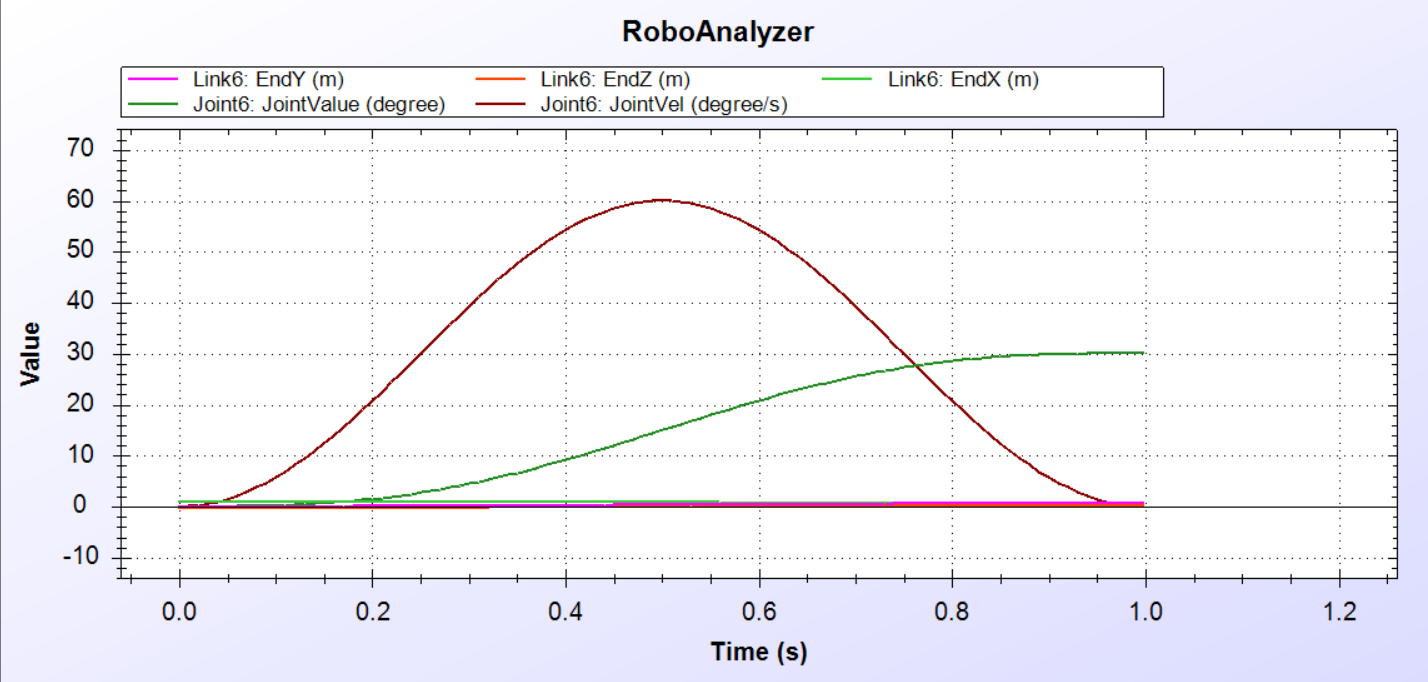 RoboAnalyzer
Link6: EndY (m) Link6: EndZ (m) Link6: EndX (m)
Joint6: JointValue (degree) Joint6: JointVel (degree/s)
70
60
50
40
30
20
10
0
-10
Value
0.0 0.2 0.4 0.6 0.8 1.0 1.2
Time (s)